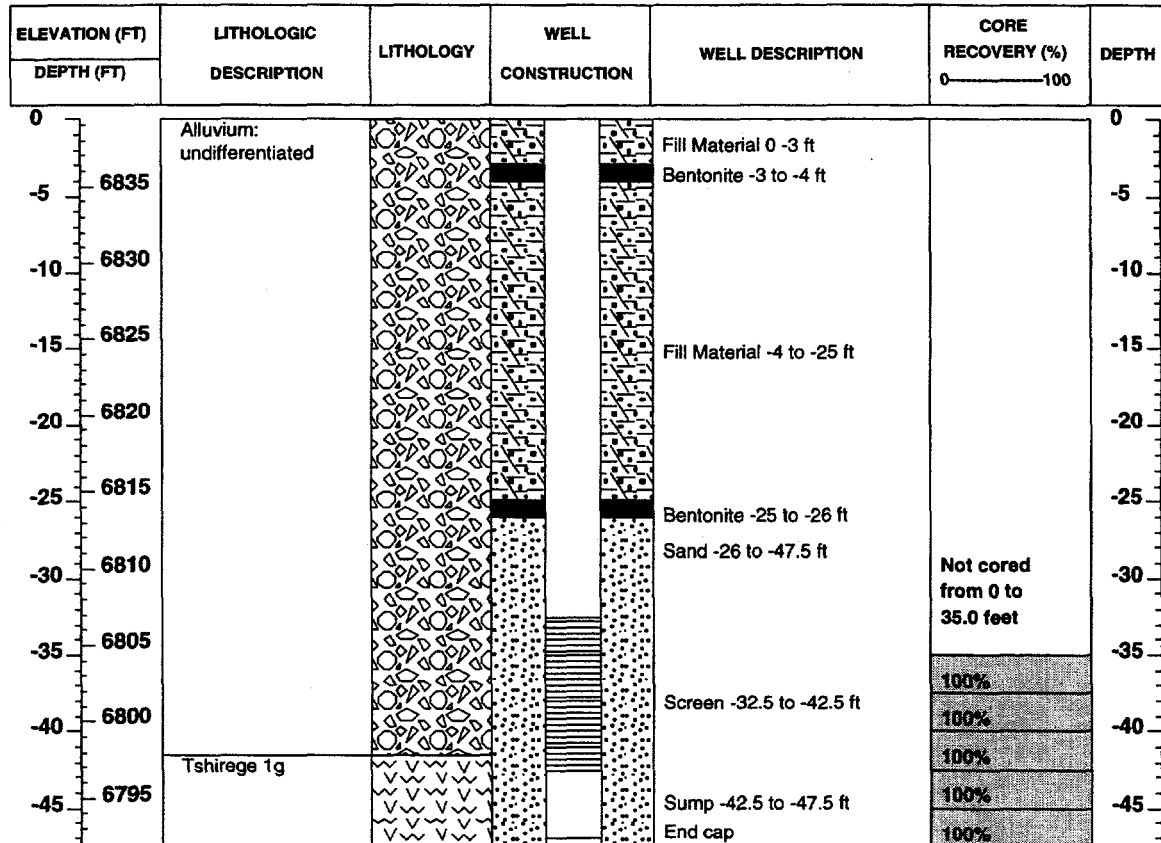 ELEVATION (FT)
DEPTH (FT)
LITHOLOGIC
DESCRIPTION
LITHOLOGY
WELL
CONSTRUCTION
WELL DESCRIPTION
CORE
RECOVERY (%)
0--------------------100
DEPTH
0
-5
-10
-15
-20
-25
-30
-35
-40
-45
6835
6830
6825
6820
6815
6810
6805
6800
6795
Alluvium:
undifferentiated
Tshirege 1g
Fill Material 0 -3 ft
Bentonite -3 to -4 ft
Fill Material -4 to -25 ft
Bentonite -25 to -26 ft
Sand -26 to -47.5 ft
Screen -32.5 to -42.5 ft
Sump -42.5 to -47.5 ft
End cap
Not cored
from 0 to
35.0 feet
100%
100%
100%
100%
100%
0
-5
-10
-15
-20
-25
-30
-35
-40
-45